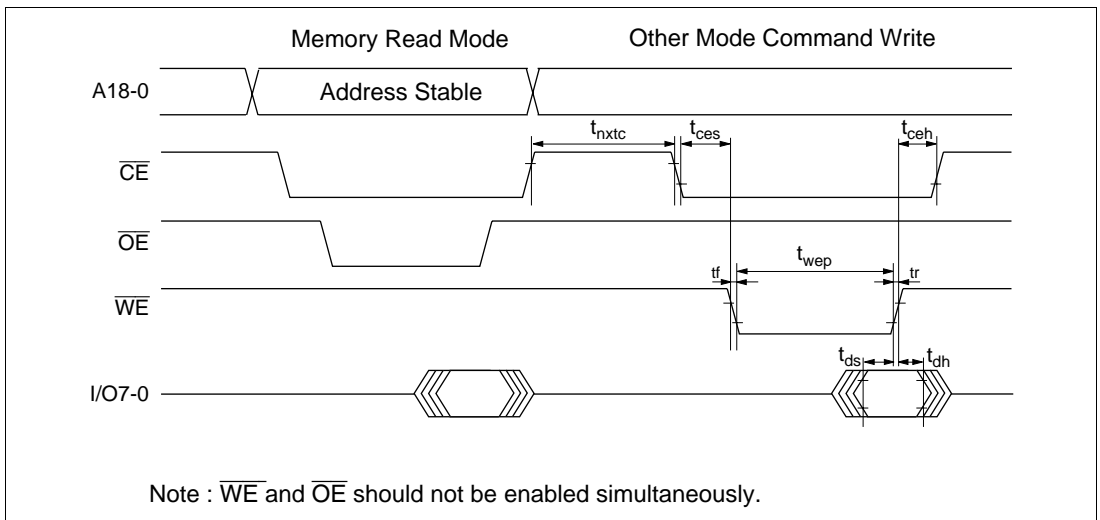 Memory Read Mode Other Mode Command Write
A18-0 Address Stable
tnxtc tces tceh
CE
OE
twep
tf tr
WE
tds tdh
I/O7-0
Note : WE and OE should not be enabled simultaneously.